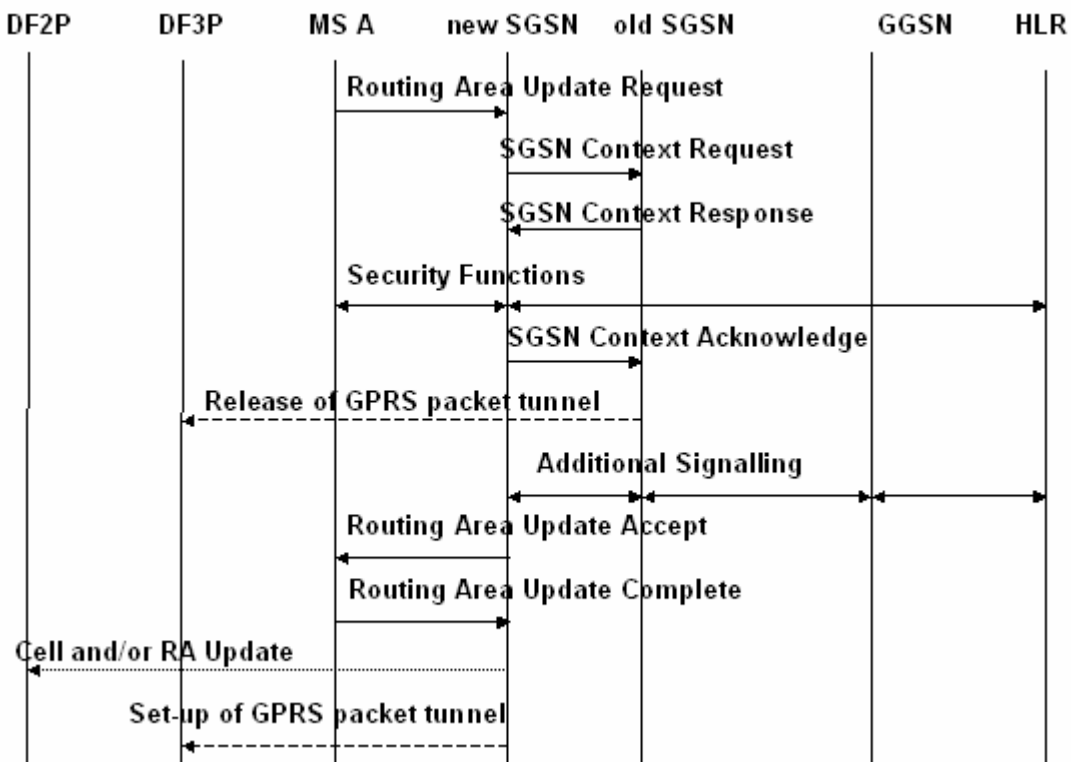 DF2P DF3P MS A new SGSN old SGSN GGSN HLR
Routing Area Update Request
SGSN Context Request
SGSN Context Response
Security Functions
SGSN Context Acknowledge
Release of GPRS packet tunnel
Additional Signalling
Routing Area Update Accept
Routing Area Update Complete
Cell and/or RA Update
Set-up of GPRS packet tunnel